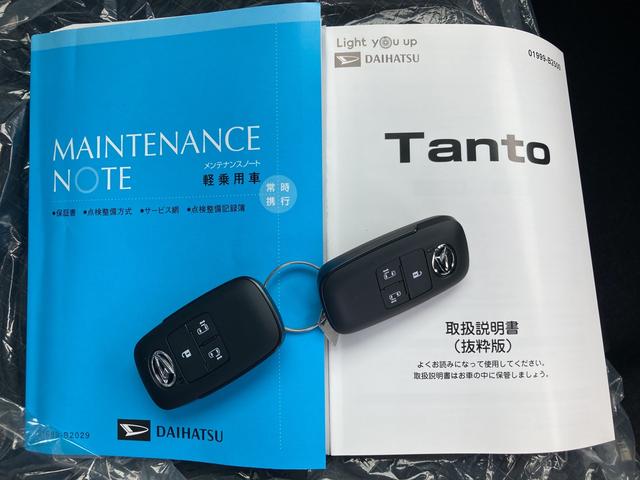 MAINTENANCE
NOTE
メンテナンスノート
軽乗用車
常時
携行
●保証書 ●点検整備方式 ●サービス網 ●点検整備記録簿
01999-B2029
DAIHATSU
Light you up
DAIHATSU
Tanto
取扱説明書
(抜粋版)
よくお読みになって使用してください。
取扱説明書はお車の中に保管しましょう。